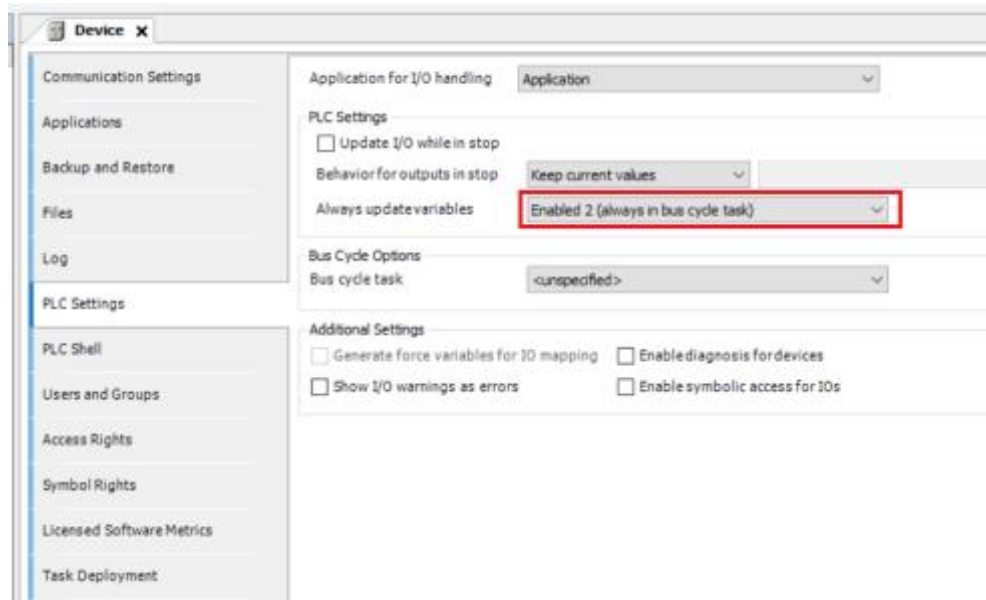 Device
Communication Settings
Applications
Backup and Restore
Files
Log
PLC Settings
PLC Shell
Users and Groups
Access Rights
Symbol Rights
Licensed Software Metrics
Task Deployment
Application for I/O handling Application
PLC Settings
Update I/O while in stop
Behavior for outputs in stop Keep current values
Always update variables Enabled 2 (always in bus cycle task)
Bus Cycle Options
Bus cycle task <unspecified>
Additional Settings
Generate force variables for IO mapping Enable diagnosis for devices
Show I/O warnings as errors Enable symbolic access for IOs